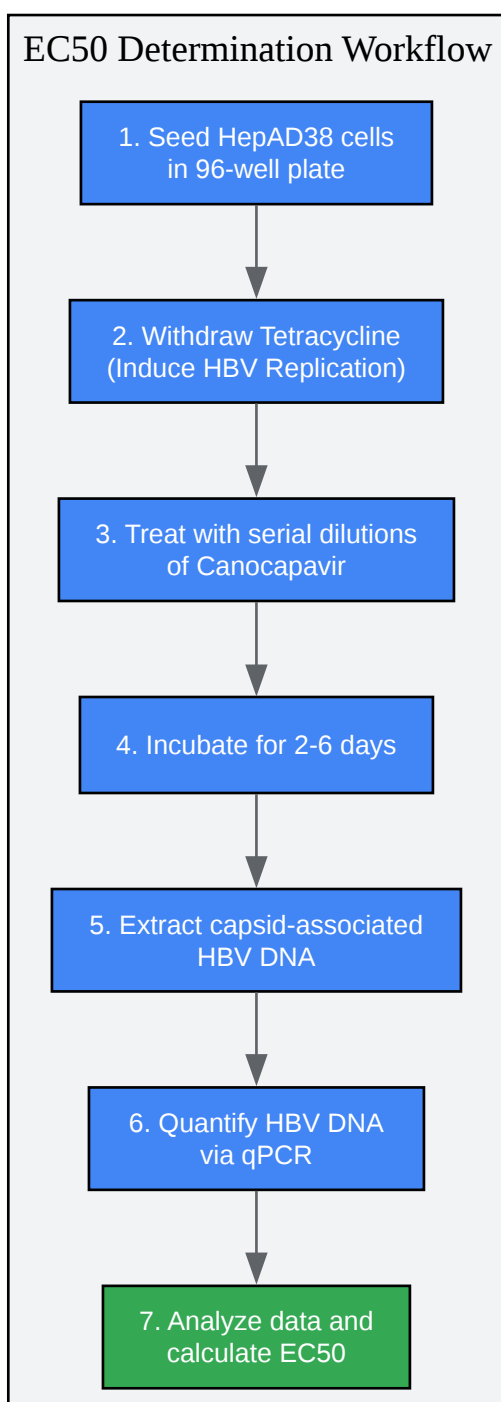 EC50 Determination Workflow
1. Seed HepAD38 cells
in 96-well plate
2. Withdraw Tetracycline
(Induce HBV Replication)
3. Treat with serial dilutions
of Canocapavir
4. Incubate for 2-6 days
5. Extract capsid-associated
HBV DNA
6. Quantify HBV DNA
via qPCR
7. Analyze data and
calculate EC50